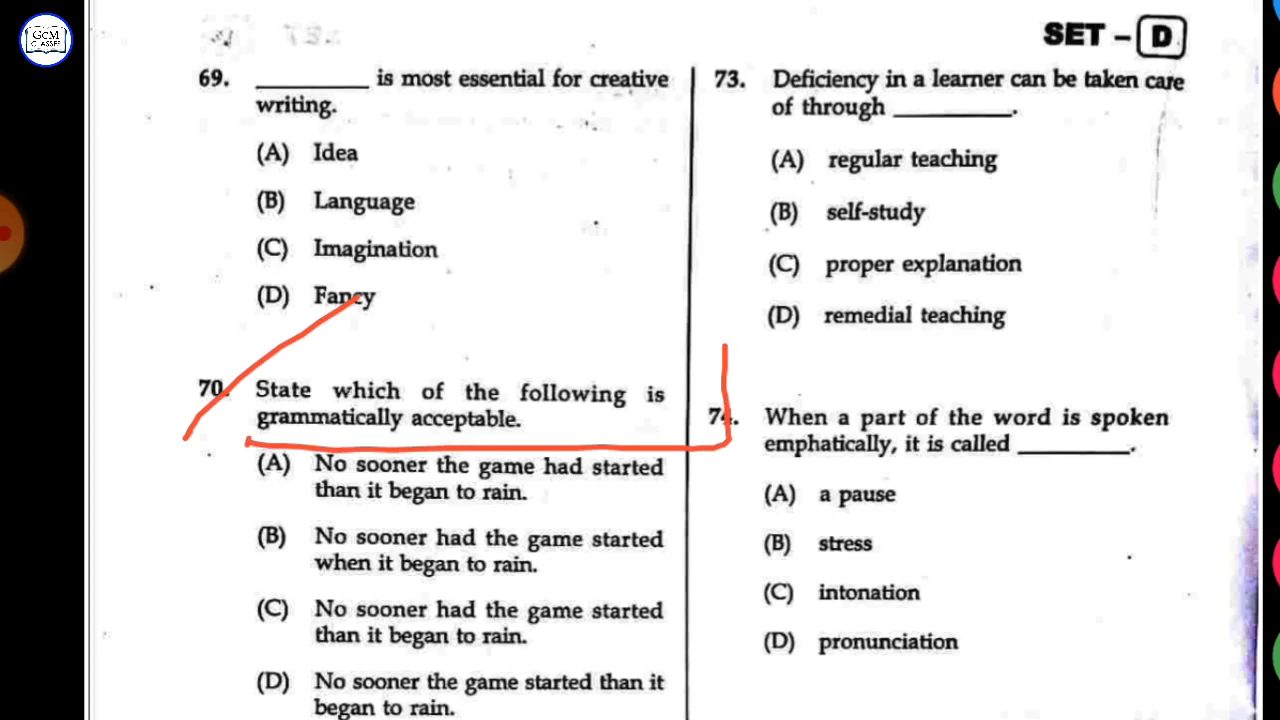 GCM
CLASSES
SET – D
69. ________ is most essential for creative
writing.
(A) Idea
(B) Language
(C) Imagination
(D) Fancy
70. State which of the following is
grammatically acceptable.
(A) No sooner the game had started
than it began to rain.
(B) No sooner had the game started
when it began to rain.
(C) No sooner had the game started
than it began to rain.
(D) No sooner the game started than it
began to rain.
73. Deficiency in a learner can be taken care
of through ________.
(A) regular teaching
(B) self-study
(C) proper explanation
(D) remedial teaching
74. When a part of the word is spoken
emphatically, it is called ________.
(A) a pause
(B) stress
(C) intonation
(D) pronunciation